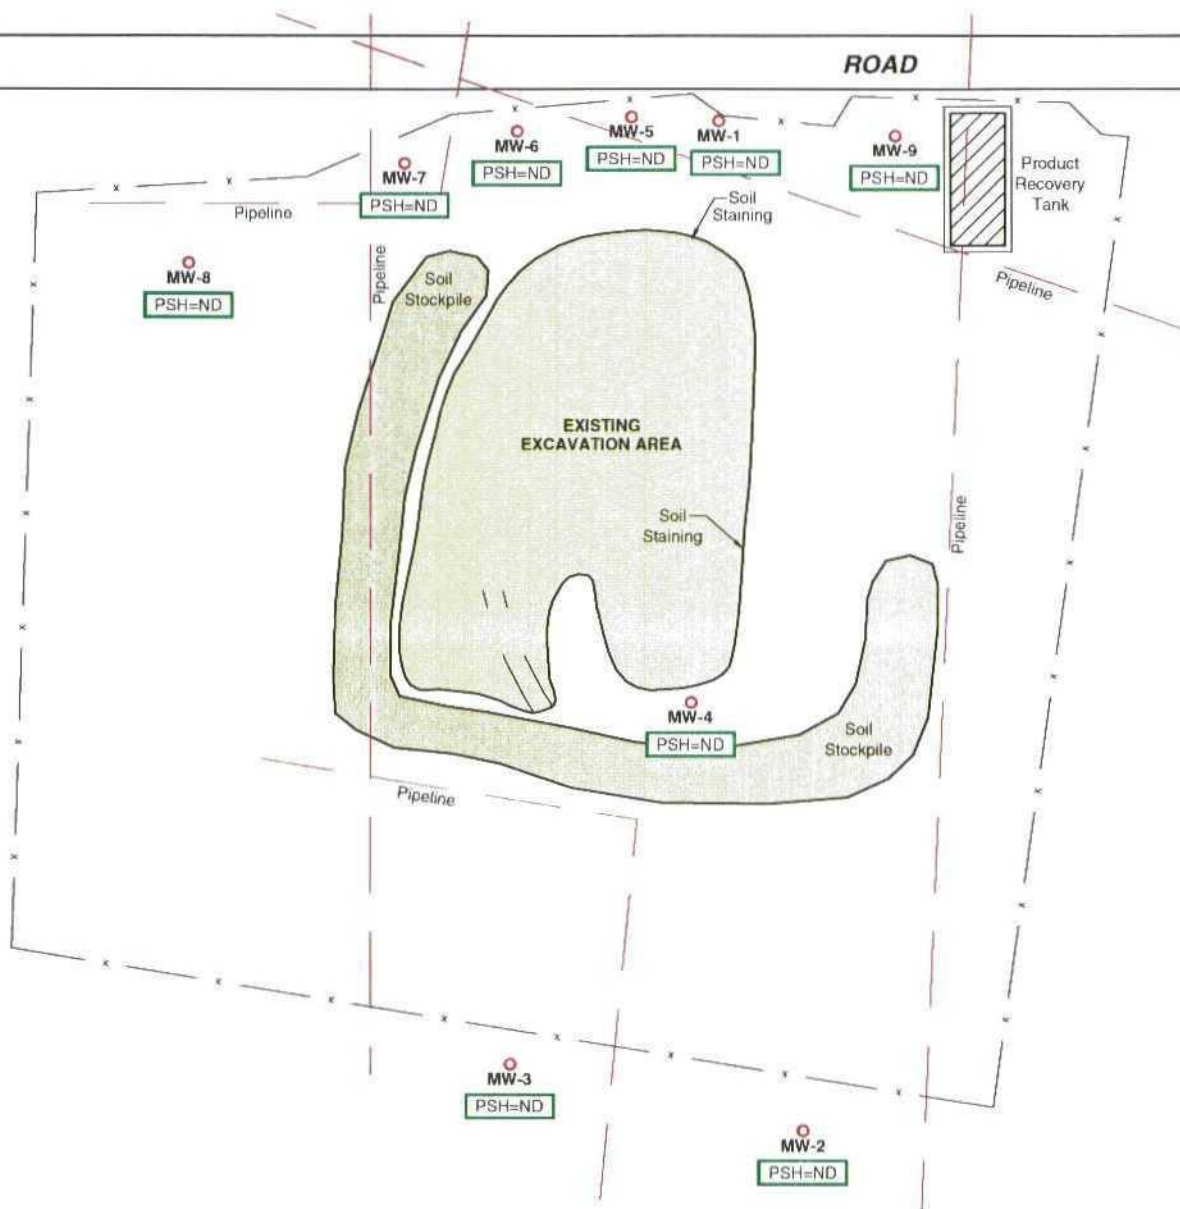 ROAD
MW-5
MW-1
MW-6
MW-9
PSH=ND
PSH=ND
PSH=ND
PSH=ND
MW-7
PSH=ND
Product
Recovery
Tank
Pipeline
Soil
Staining
MW-8
PSH=ND
Pipeline
Soil
Stockpile
Pipeline
EXISTING
EXCAVATION AREA
Soil
Staining
Pipeline
MW-4
PSH=ND
Soil
Stockpile
Pipeline
MW-3
PSH=ND
MW-2
PSH=ND